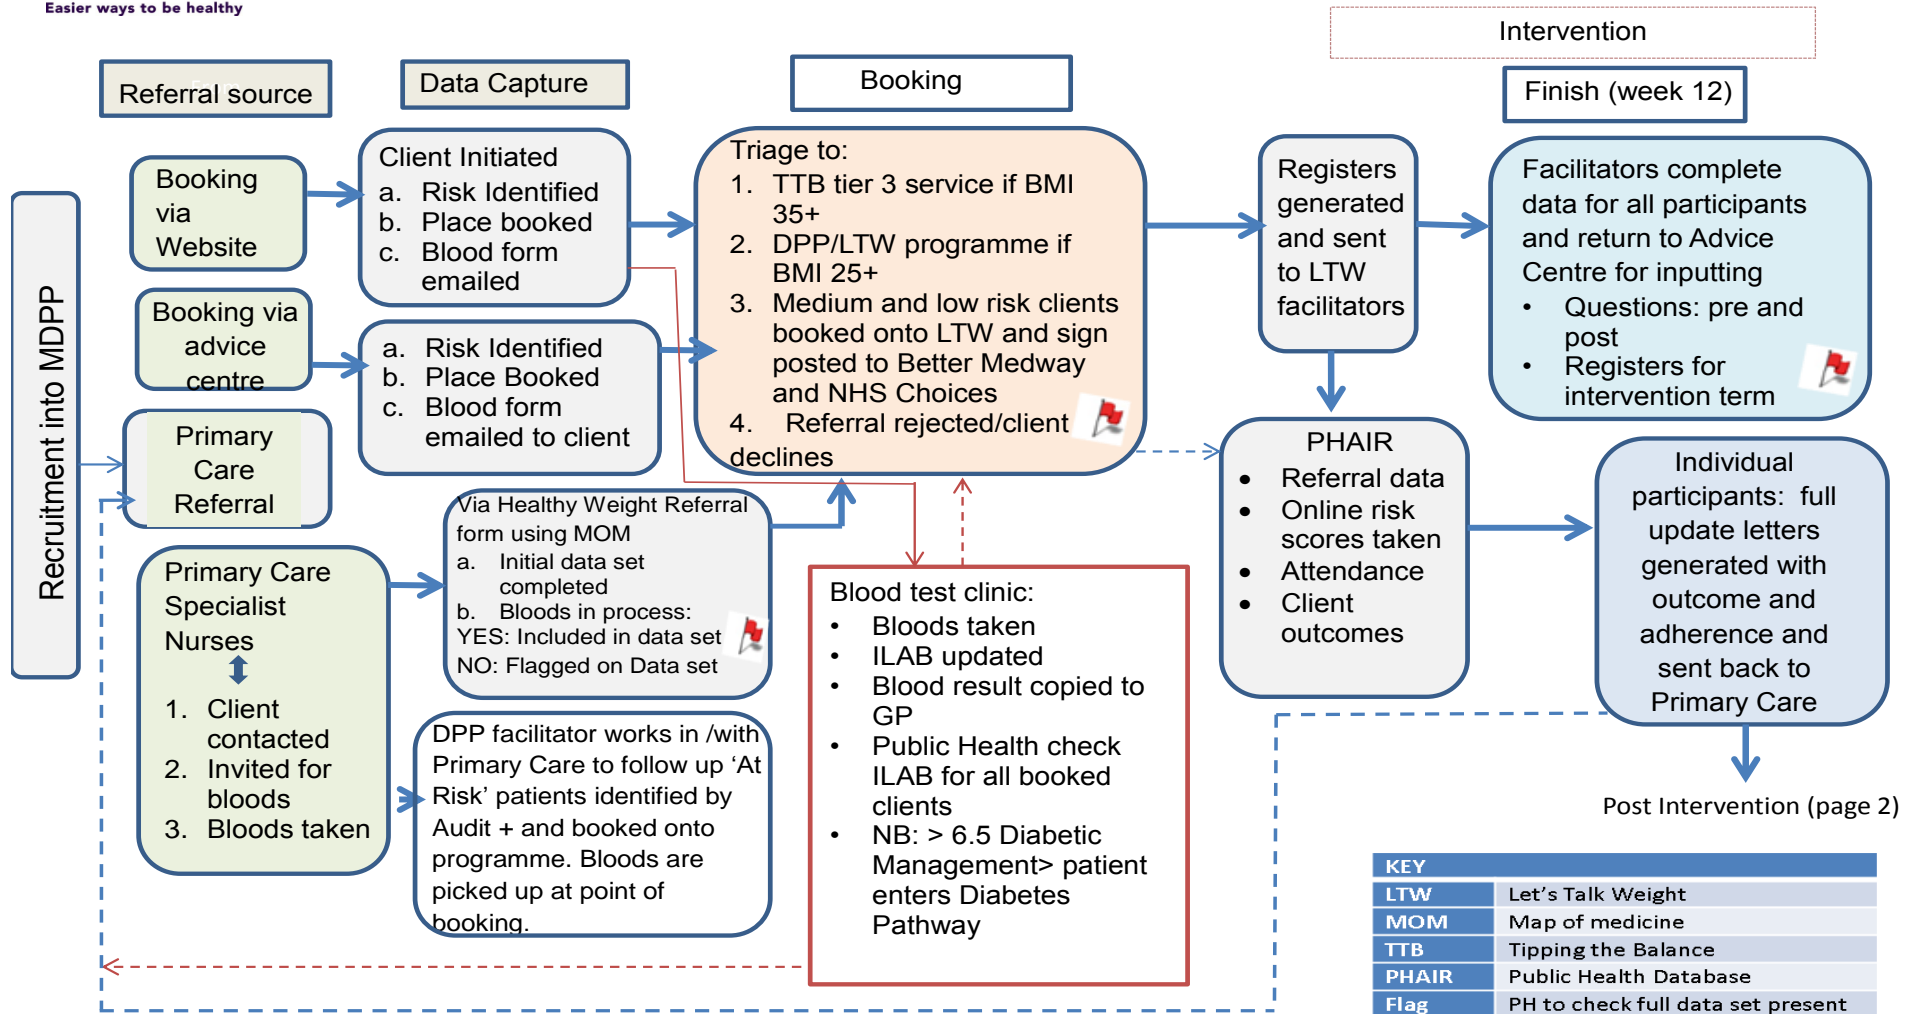 Easier ways to be healthy
Intervention
Referral source
Data Capture
Booking
Finish (week 12)
Recruitment into MDPP
Booking
via
Website
Booking via
advice
centre
Primary
Care
Referral
Primary Care
Specialist
Nurses
1. Client
contacted
2. Invited for
bloods
3. Bloods taken
Client Initiated
a. Risk Identified
b. Place booked
c. Blood form
emailed
a. Risk Identified
b. Place Booked
c. Blood form
emailed to client
Via Healthy Weight Referral
form using MOM
a. Initial data set
completed
b. Bloods in process:
YES: Included in data set
NO: Flagged on Data set
DPP facilitator works in /with
Primary Care to follow up ‘At
Risk’ patients identified by
Audit + and booked onto
programme. Bloods are
picked up at point of
booking.
Triage to:
1. TTB tier 3 service if BMI
35+
2. DPP/LTW programme if
BMI 25+
3. Medium and low risk clients
booked onto LTW and sign
posted to Better Medway
and NHS Choices
4. Referral rejected/client
declines
Blood test clinic:
• Bloods taken
• ILAB updated
• Blood result copied to
GP
• Public Health check
ILAB for all booked
clients
• NB: > 6.5 Diabetic
Management> patient
enters Diabetes
Pathway
Registers
generated
and sent
to LTW
facilitators
PHAIR
• Referral data
• Online risk
scores taken
• Attendance
• Client
outcomes
Facilitators complete
data for all participants
and return to Advice
Centre for inputting
• Questions: pre and
post
• Registers for
intervention term
Individual
participants: full
update letters
generated with
outcome and
adherence and
sent back to
Primary Care
Post Intervention (page 2)
KEY
LTW Let’s Talk Weight
MOM Map of medicine
TTB Tipping the Balance
PHAIR Public Health Database
Flag PH to check full data set present